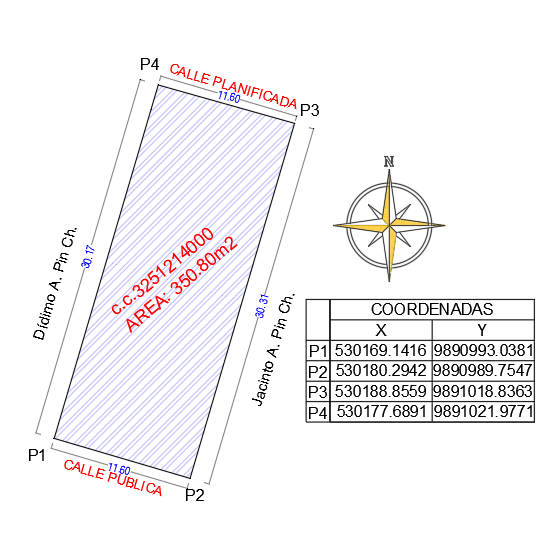 P4
CALLE PLANIFICADA
11.60
P3
N
Dídimo A. Pin Ch.
30.17
c.c.3251214000
AREA: 350.80m2
30.31
Jacinto A. Pin Ch.
COORDENADAS
X Y
P1 530169.1416 9890993.0381
P2 530180.2942 9890989.7547
P3 530188.8559 9891018.8363
P4 530177.6891 9891021.9771
P1
11.60
CALLE PÚBLICA
P2